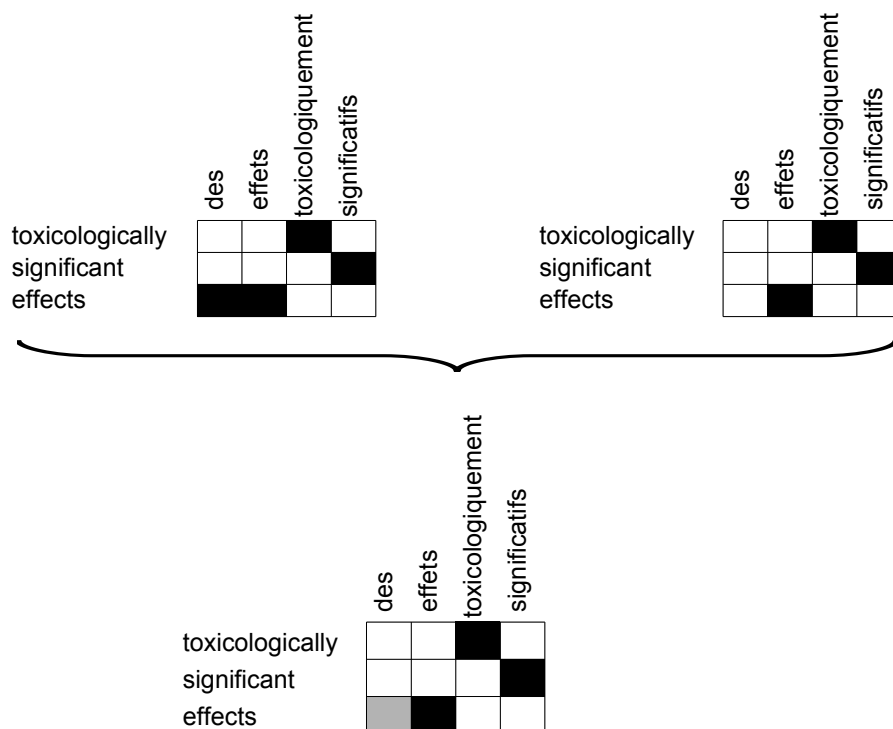 des
effets
toxicologiquement
significatifs
toxicologically
significant
effects
des
effets
toxicologiquement
significatifs
toxicologically
significant
effects
des
effets
toxicologiquement
significatifs
toxicologically
significant
effects